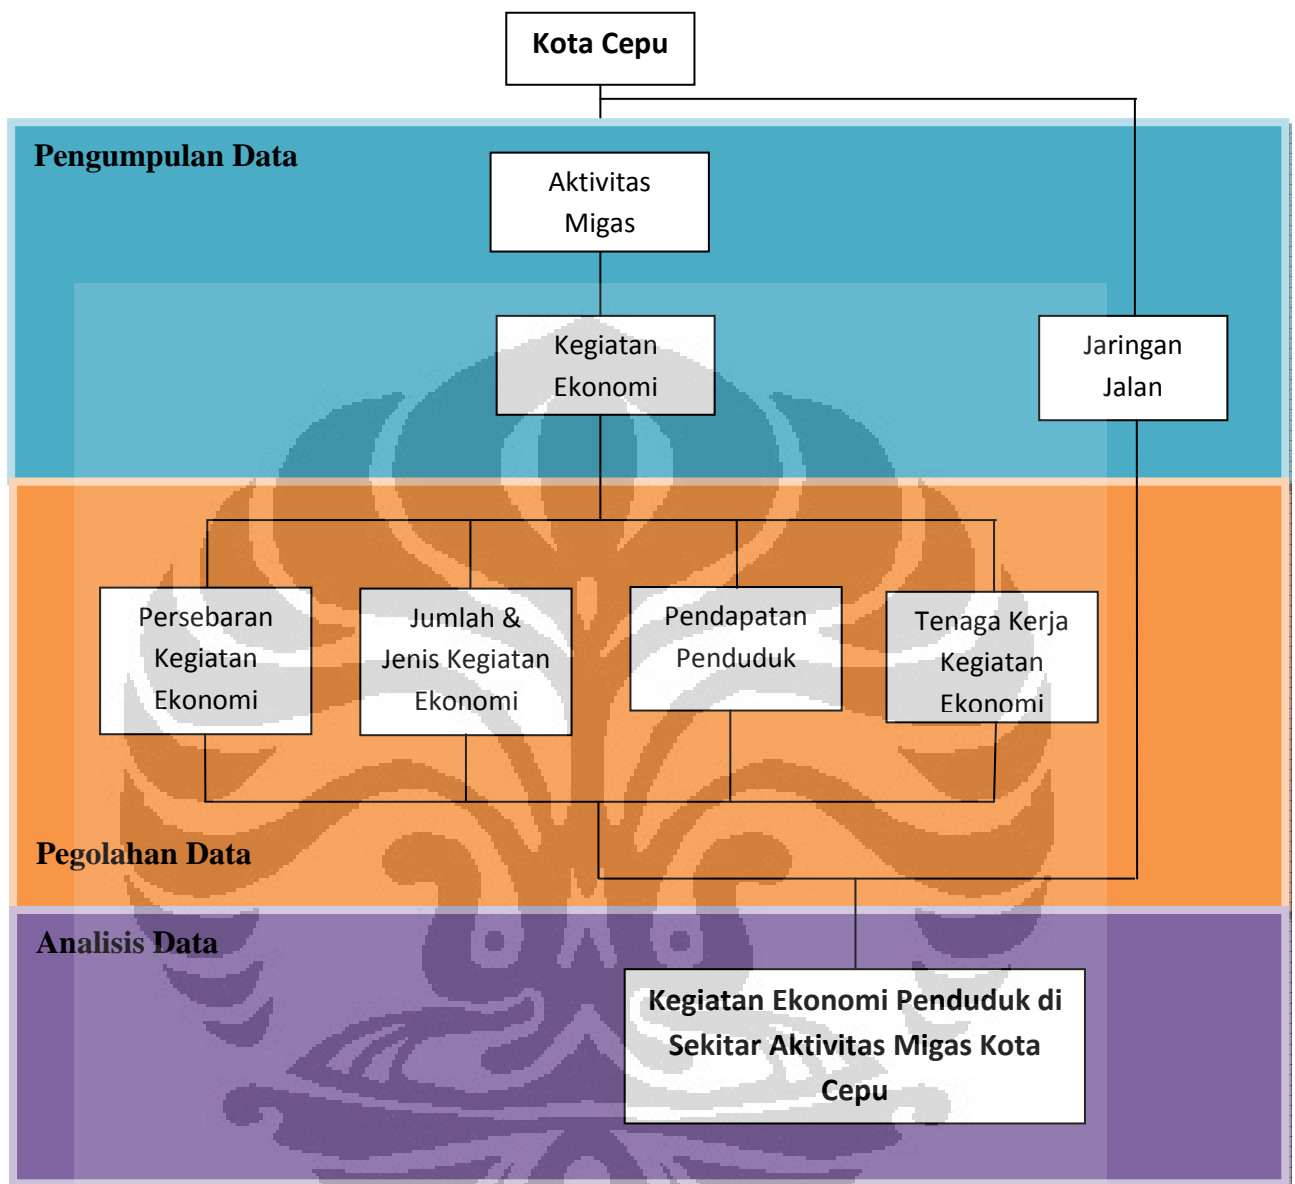 Kota Cepu
Pengumpulan Data
Aktivitas
Migas
Kegiatan
Ekonomi
Jaringan
Jalan
Persebaran
Kegiatan
Ekonomi
Jumlah &
Jenis Kegiatan
Ekonomi
Pendapatan
Penduduk
Tenaga Kerja
Kegiatan
Ekonomi
Pegolahan Data
Analisis Data
Kegiatan Ekonomi Penduduk di
Sekitar Aktivitas Migas Kota
Cepu